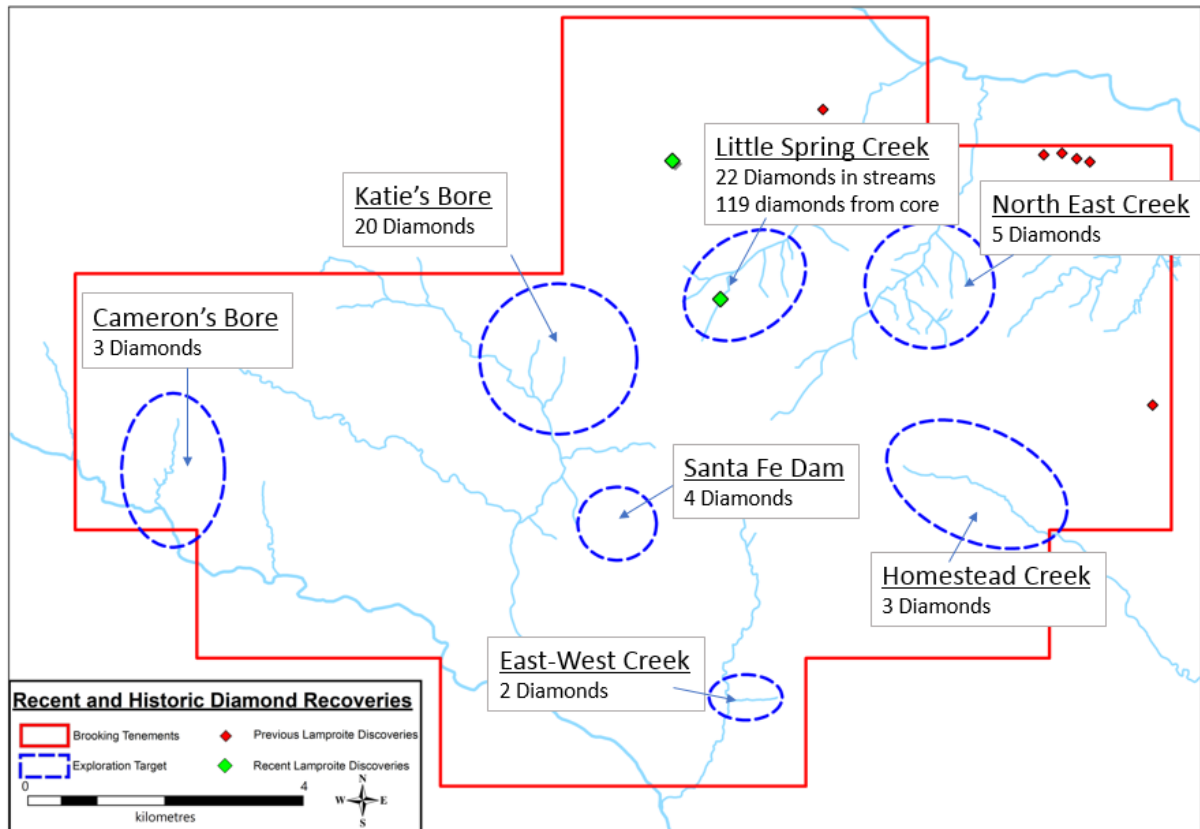 Little Spring Creek
22 Diamonds in streams
119 diamonds from core
Katie's Bore
20 Diamonds
North East Creek
5 Diamonds
Cameron's Bore
3 Diamonds
Santa Fe Dam
4 Diamonds
Homestead Creek
3 Diamonds
East-West Creek
2 Diamonds
Recent and Historic Diamond Recoveries
Brooking Tenements
Previous Lamproite Discoveries
Exploration Target
Recent Lamproite Discoveries
0 4
kilometres
N
W E
S